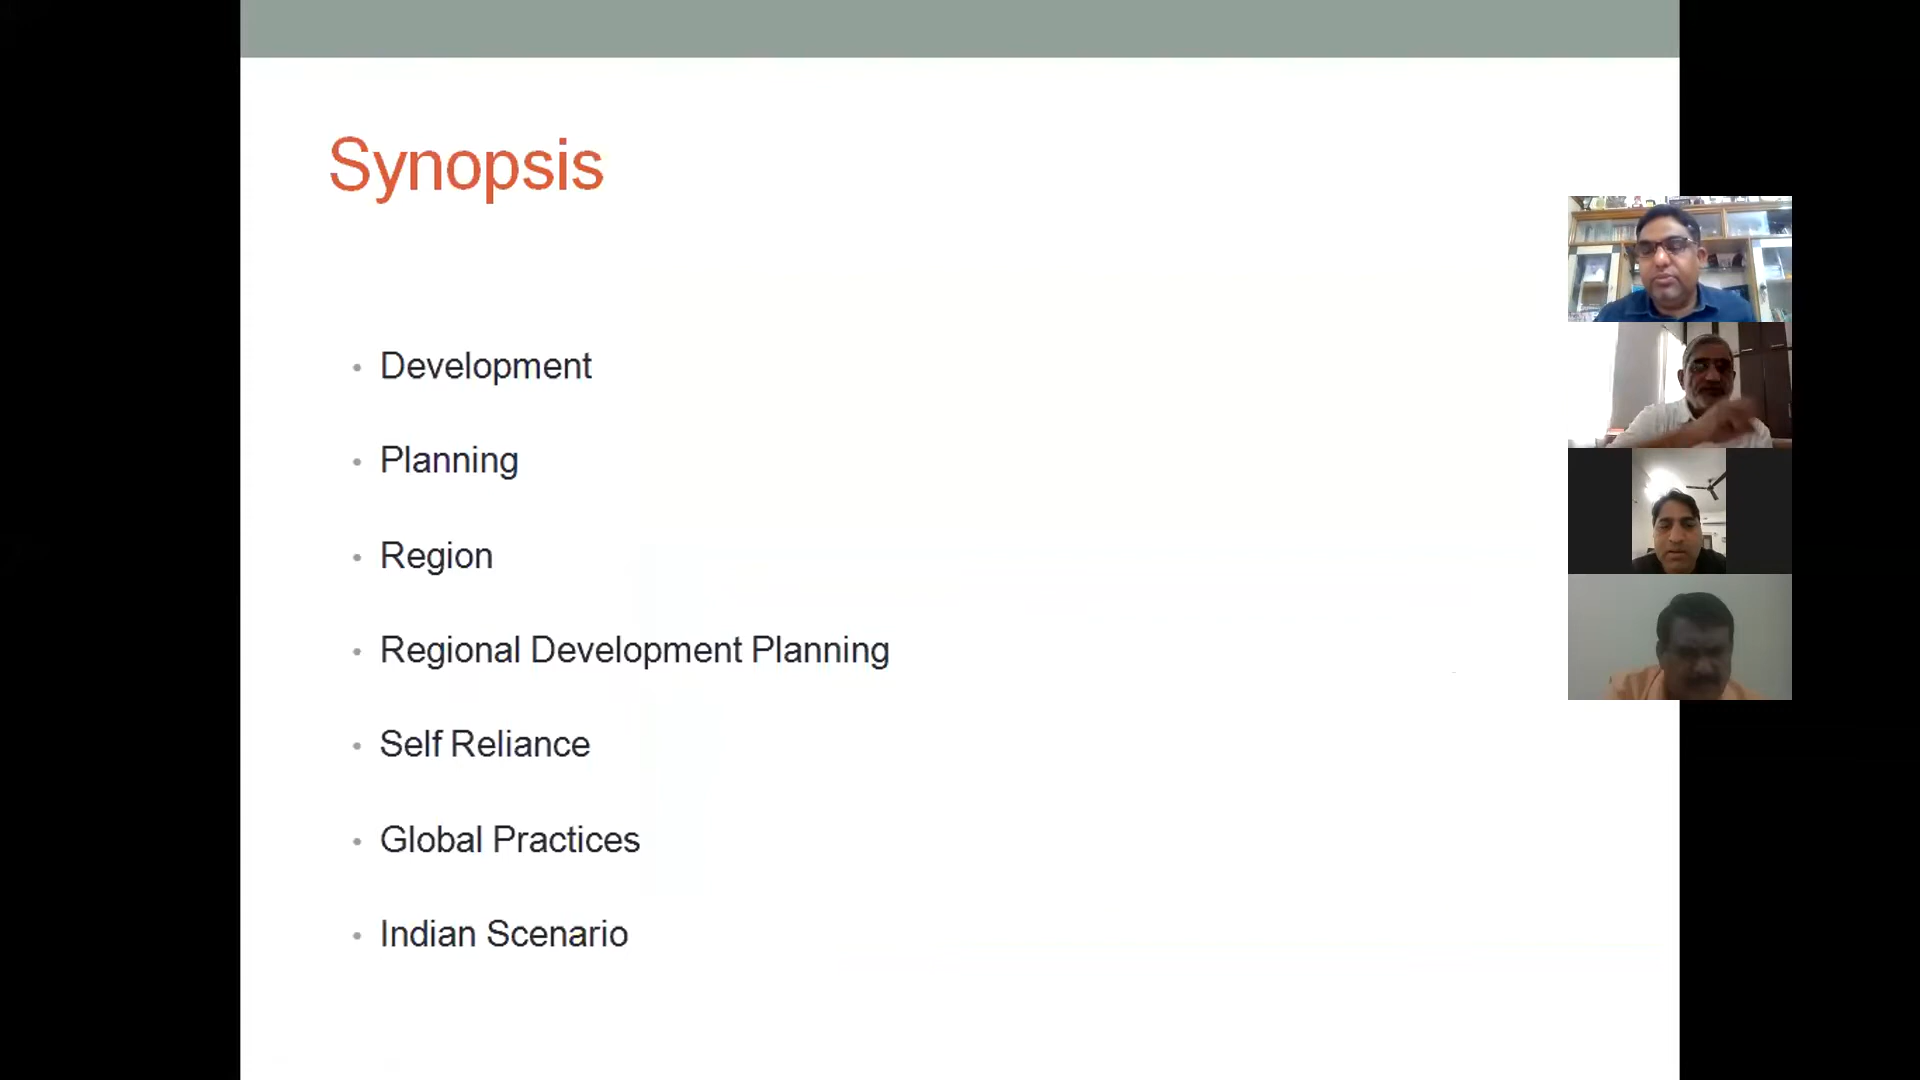 Synopsis
• Development
• Planning
• Region
• Regional Development Planning
• Self Reliance
• Global Practices
• Indian Scenario